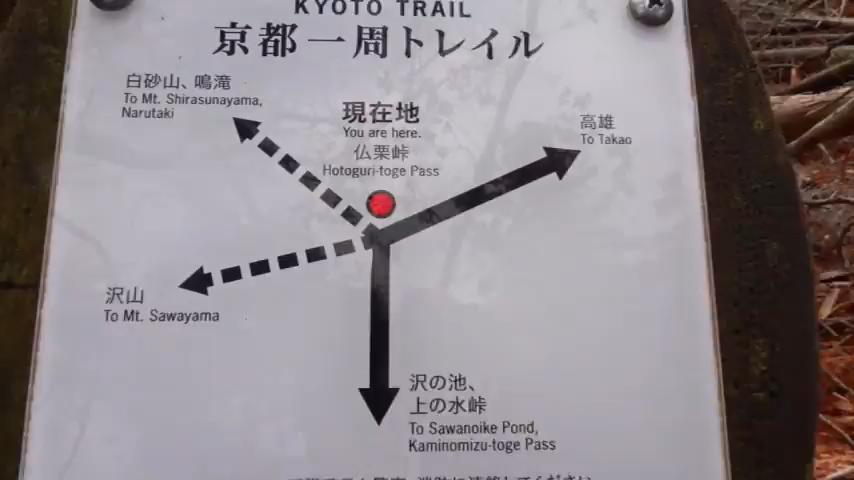 KYOTO TRAIL
京都一周トレイル
白砂山、鳴滝
To Mt. Shirasunayama,
Narutaki
現在地
You are here.
仏栗峠
Hotoguri-toge Pass
高雄
To Takao
沢山
To Mt. Sawayama
沢の池、
上の水峠
To Sawanoike Pond,
Kaminomizu-toge Pass